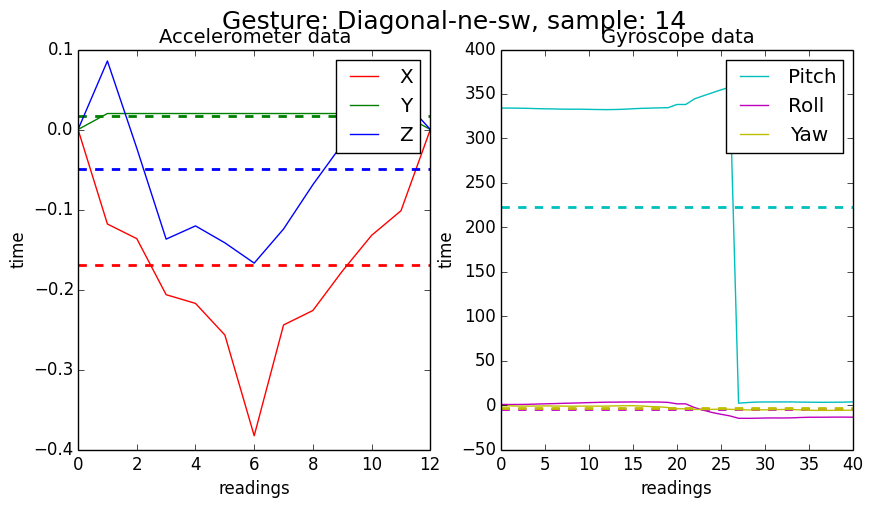 Gesture: Diagonal-ne-sw, sample: 14
Accelerometer data
0.1
0.0
−0.1
−0.2
−0.3
−0.4
time
0 2 4 6 8 10 12
readings
X
Y
Z
Gyroscope data
400
350
300
250
200
150
100
50
0
−50
time
0 5 10 15 20 25 30 35 40
readings
Pitch
Roll
Yaw